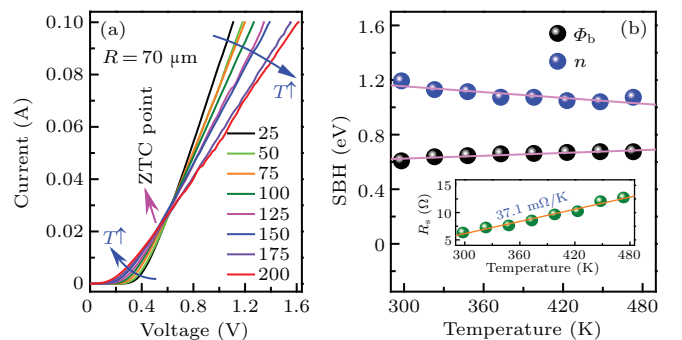 (a)
R = 70 µm
T↑
ZTC point
T↑
25
50
75
100
125
150
175
200
0.10
0.08
0.06
0.04
0.02
0
0 0.4 0.8 1.2 1.6
Current (A)
Voltage (V)
(b)
Φb
n
1.8
1.2
0.6
0
SBH (eV)
300 360 420 480
Temperature (K)
37.1 mΩ/K
15
10
5
Rs (Ω)
300 360 420 480
Temperature (K)